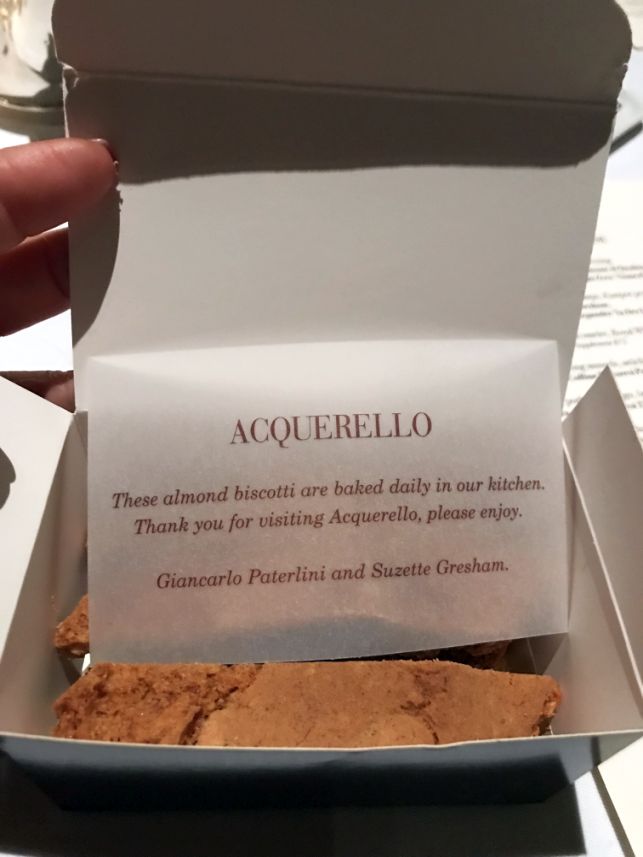 ACQUERELLO
These almond biscotti are baked daily in our kitchen.
Thank you for visiting Acquerello, please enjoy.
Giancarlo Paterlini and Suzette Gresham.